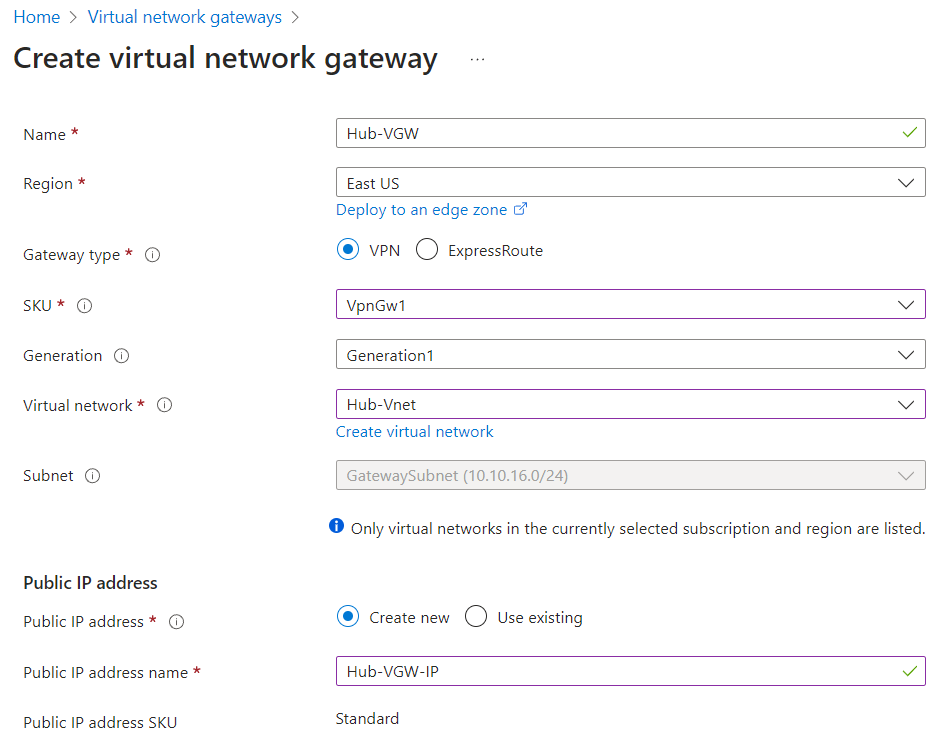 Home > Virtual network gateways >
Create virtual network gateway ...
Name *
Hub-VGW
Region *
East US
Deploy to an edge zone
Gateway type *
VPN
ExpressRoute
SKU *
VpnGw1
Generation
Generation1
Virtual network *
Hub-Vnet
Create virtual network
Subnet
GatewaySubnet (10.10.16.0/24)
Only virtual networks in the currently selected subscription and region are listed.
Public IP address
Public IP address *
Create new
Use existing
Public IP address name *
Hub-VGW-IP
Public IP address SKU
Standard